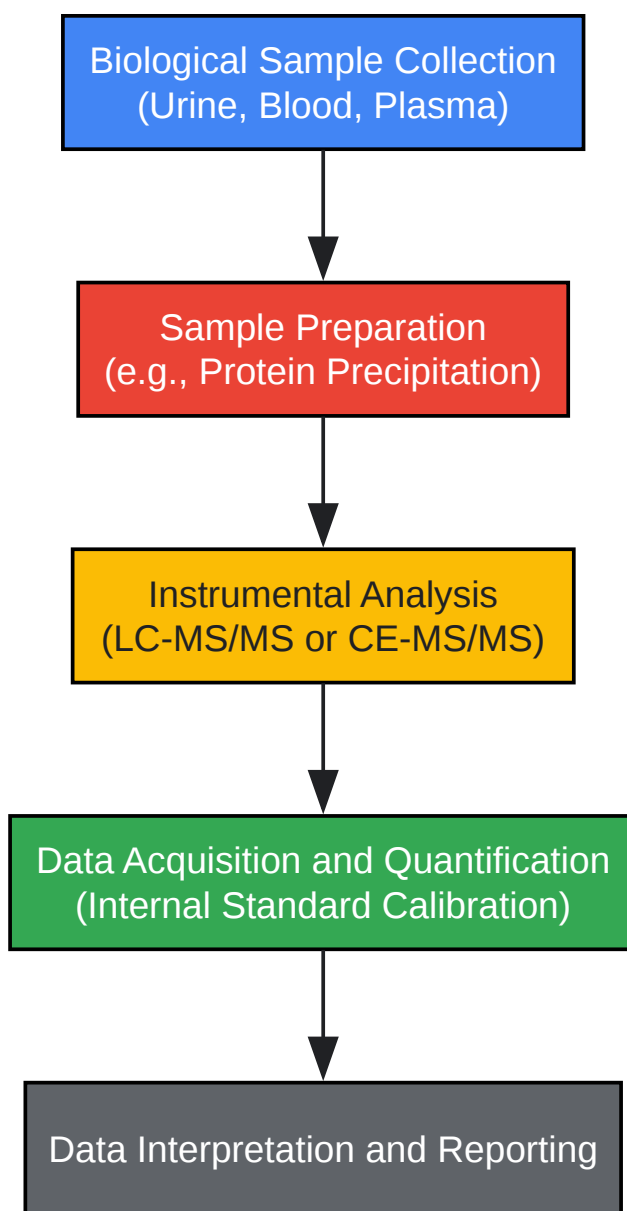 Biological Sample Collection
(Urine, Blood, Plasma)
Sample Preparation
(e.g., Protein Precipitation)
Instrumental Analysis
(LC-MS/MS or CE-MS/MS)
Data Acquisition and Quantification
(Internal Standard Calibration)
Data Interpretation and Reporting